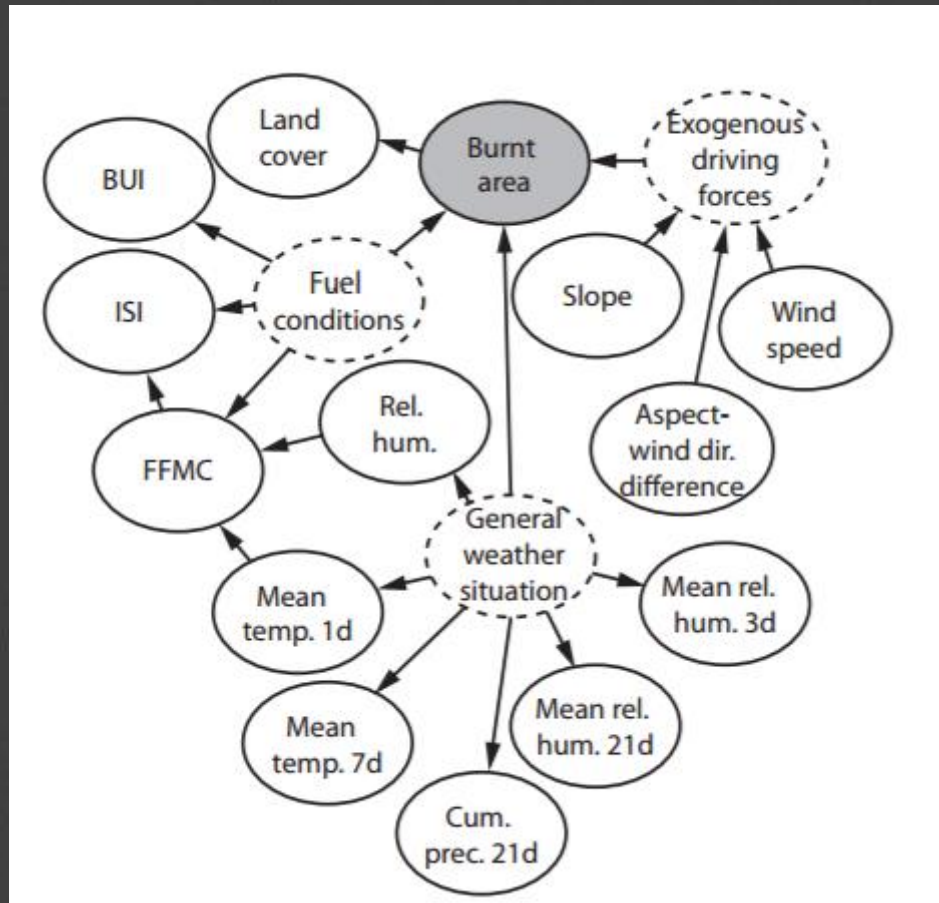 Land
cover
Burnt
area
Exogenous
driving
forces
BUI
Fuel
conditions
ISI
Slope
Wind
speed
Rel.
hum.
Aspect-
wind dir.
difference
FFMC
General
weather
situation
Mean
temp. 1d
Mean rel.
hum. 3d
Mean
temp. 7d
Mean rel.
hum. 21d
Cum.
prec. 21d